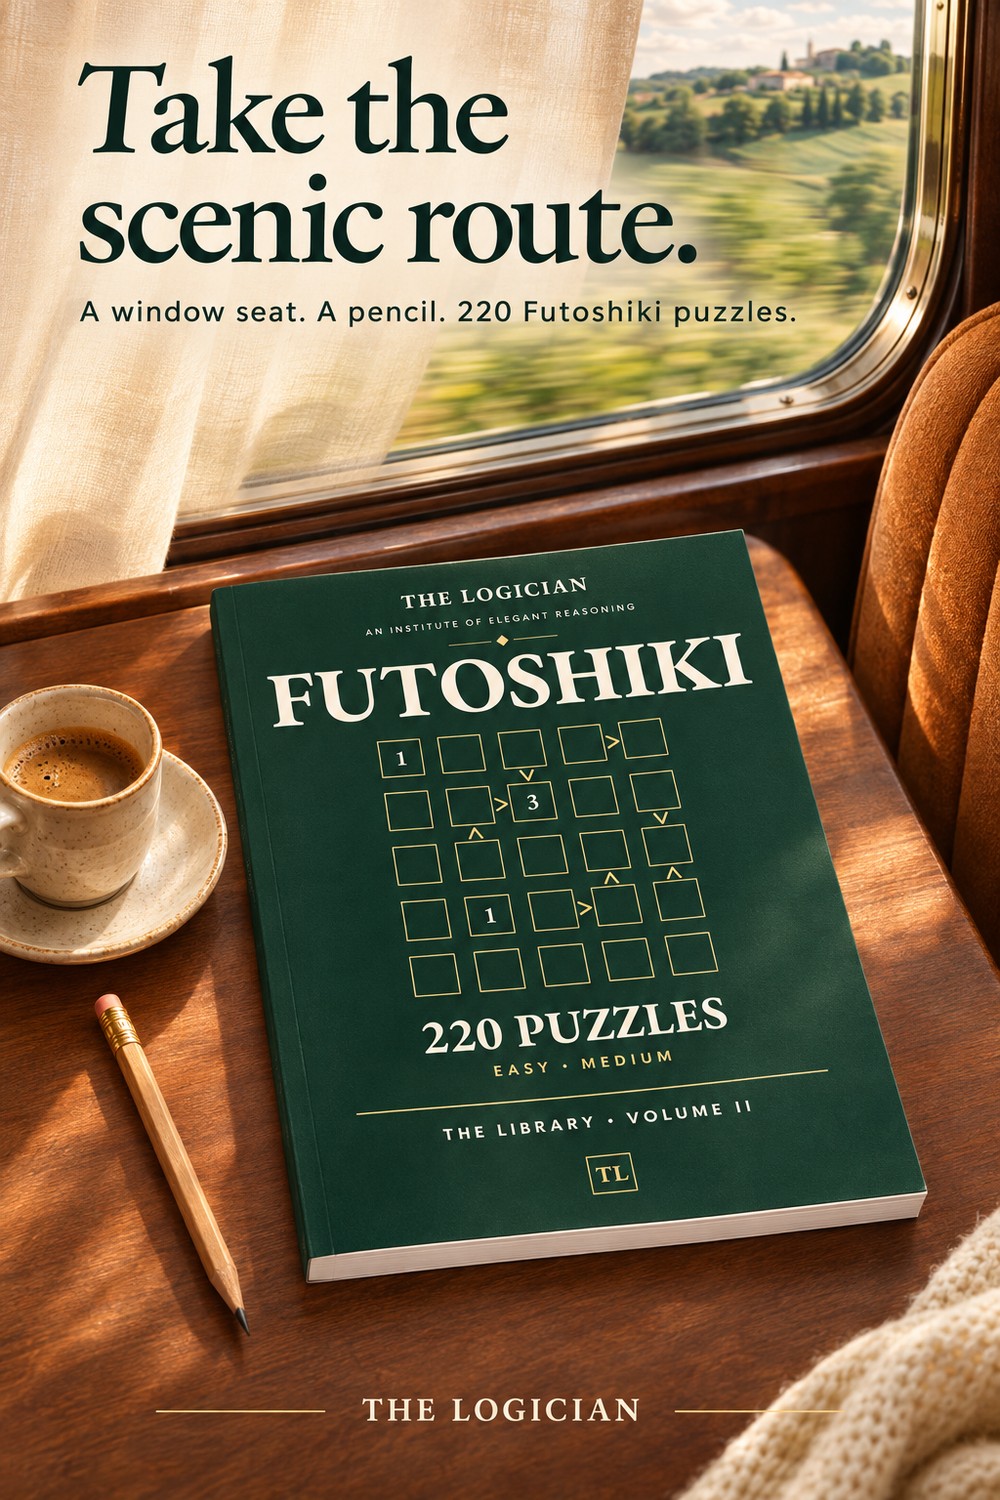 Take the
scenic route.
A window seat. A pencil. 220 Futoshiki puzzles.
THE LOGICIAN
AN INSTITUTE OF ELEGANT REASONING
FUTOSHIKI
1 >
∨
> 3
∧ ∨
∧ ∧
1 >
220 PUZZLES
EASY • MEDIUM
THE LIBRARY • VOLUME II
TL
THE LOGICIAN